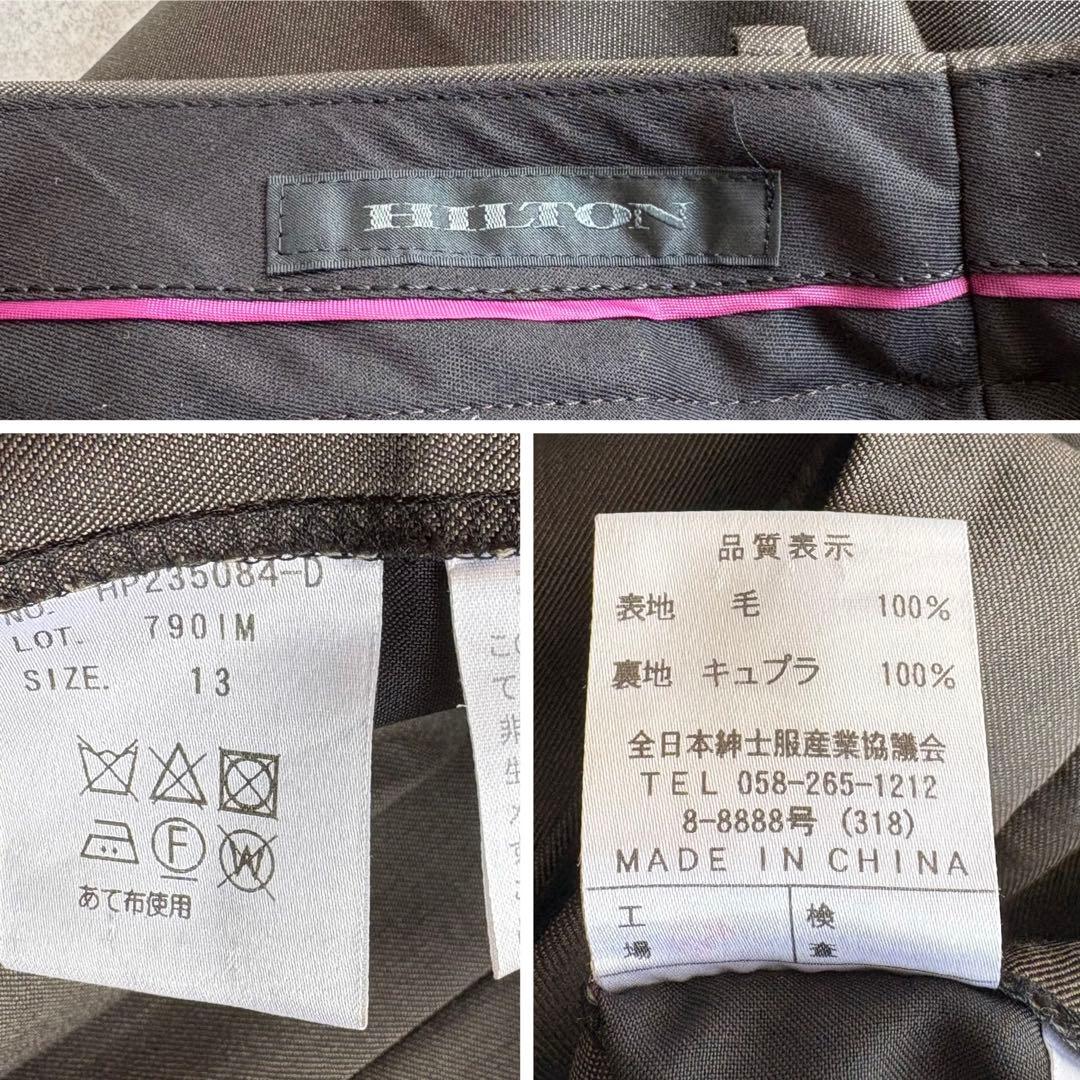 HILTON
NO. HP235084-D
LOT. 7901M
SIZE. 13
F
W
あて布使用
品質表示
表地 毛 100%
裏地 キュプラ 100%
全日本紳士服産業協議会
TEL 058-265-1212
8-8888号 (318)
MADE IN CHINA
工場
検査